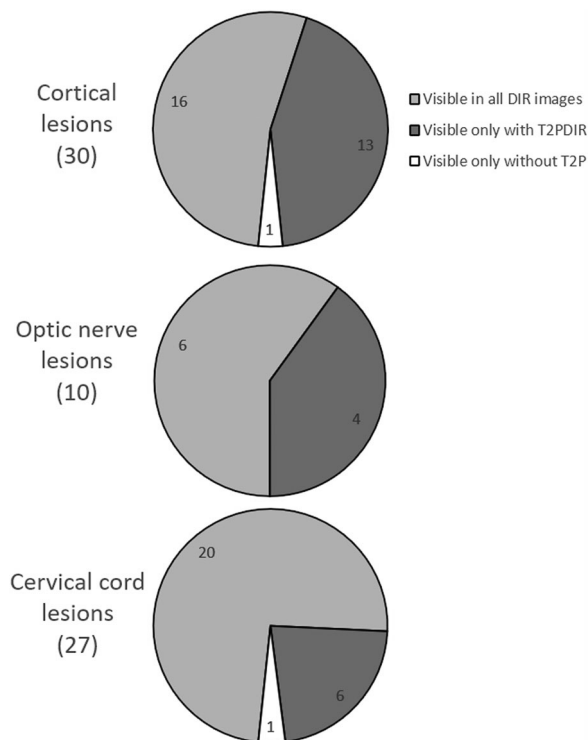 Cortical
lesions
(30)
16
13
1
Visible in all DIR images
Visible only with T2PDIR
Visible only without T2P
Optic nerve
lesions
(10)
6
4
Cervical cord
lesions
(27)
20
6
1